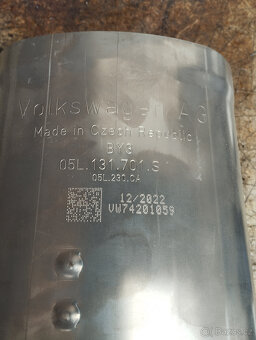 Volkswagen AG
Made in Czech Republic
BY3
05L.131.701.S
05L.230.CA
12/2022
VW74201059